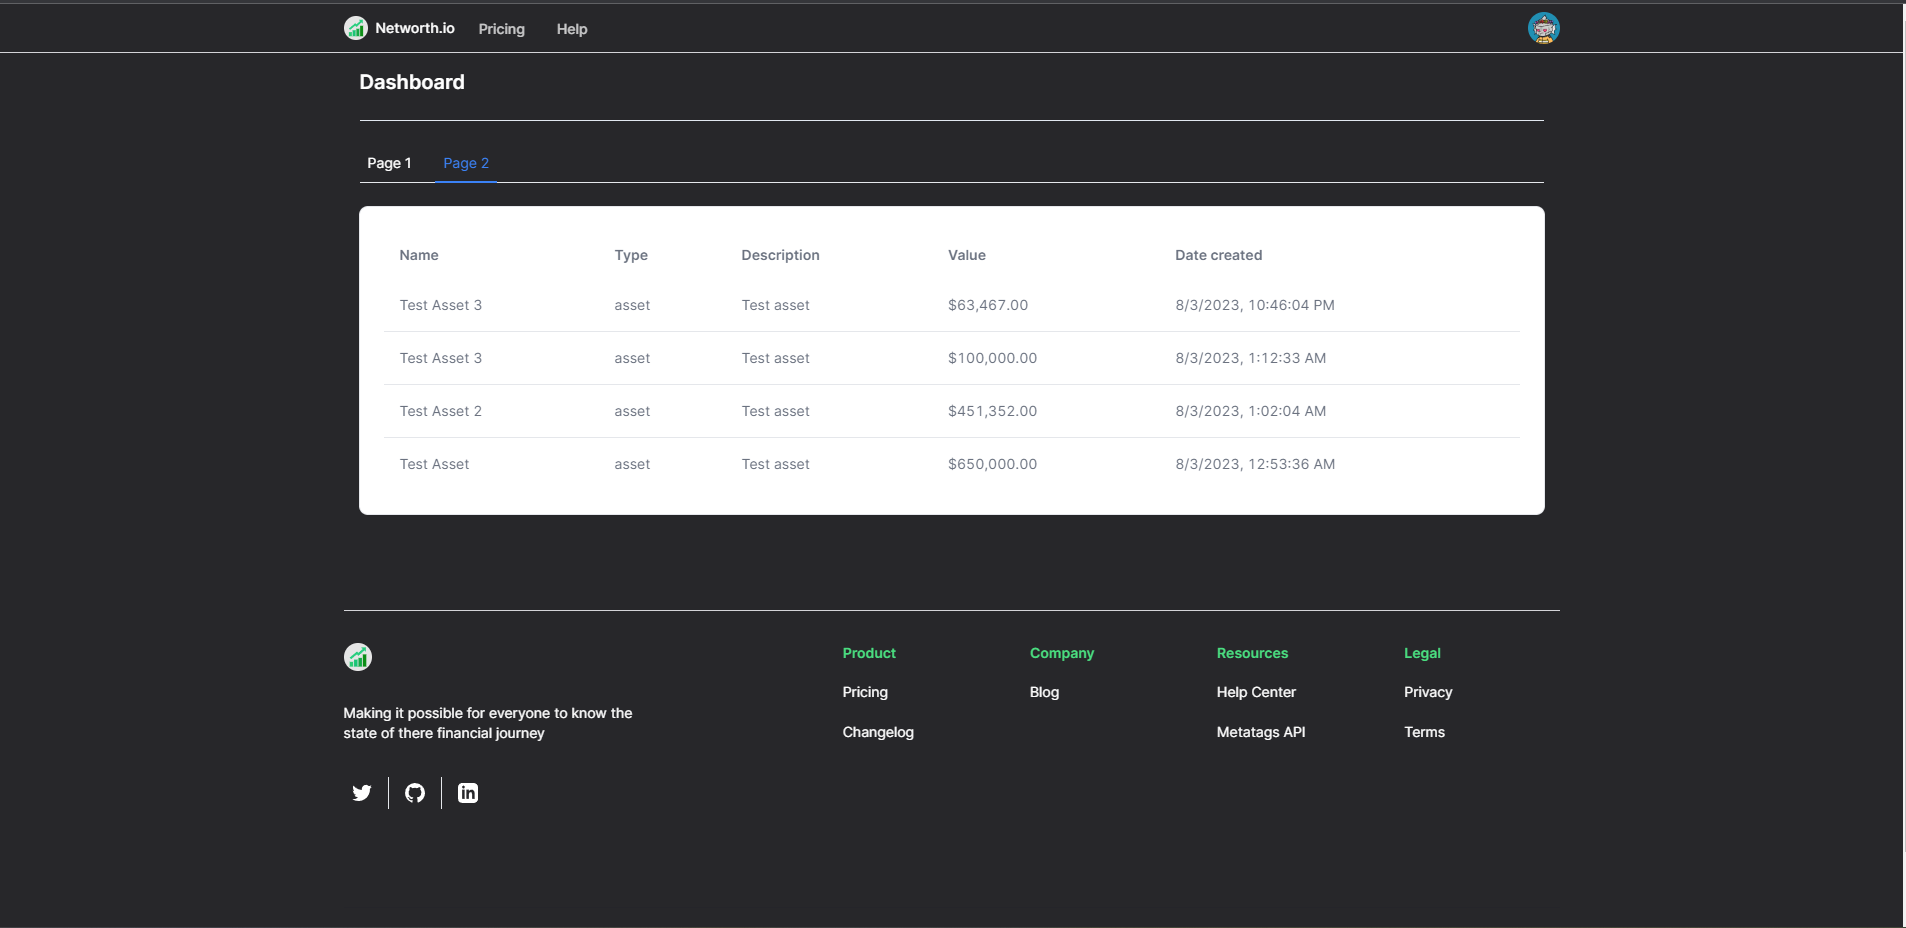 Networth.io Pricing Help
Dashboard
Page 1 Page 2
Name Type Description Value Date created
Test Asset 3 asset Test asset $63,467.00 8/3/2023, 10:46:04 PM
Test Asset 3 asset Test asset $100,000.00 8/3/2023, 1:12:33 AM
Test Asset 2 asset Test asset $451,352.00 8/3/2023, 1:02:04 AM
Test Asset asset Test asset $650,000.00 8/3/2023, 12:53:36 AM
Making it possible for everyone to know the
state of there financial journey
in
Product
Pricing
Changelog
Company
Blog
Resources
Help Center
Metatags API
Legal
Privacy
Terms